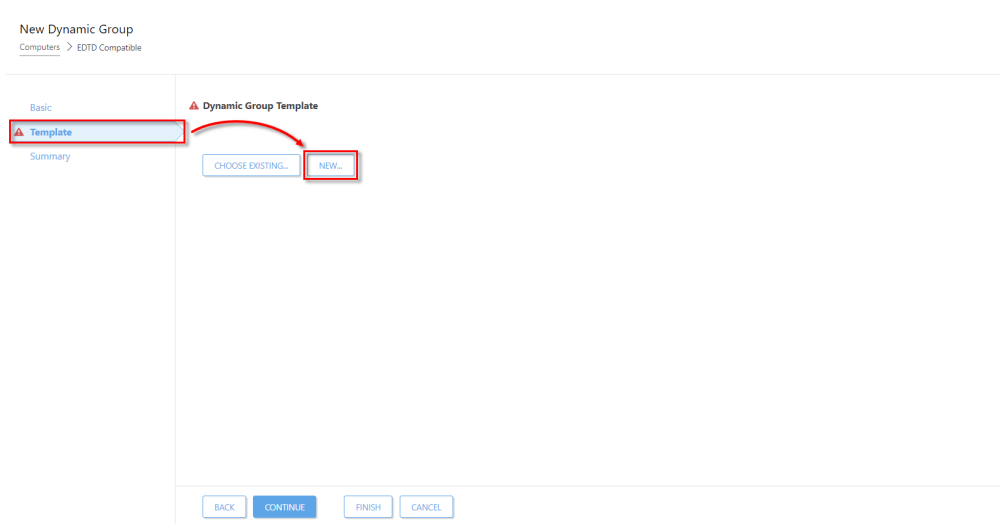 New Dynamic Group
Computers > EDTD Compatible
Basic
Template
Summary
Dynamic Group Template
CHOOSE EXISTING... NEW...
BACK CONTINUE FINISH CANCEL